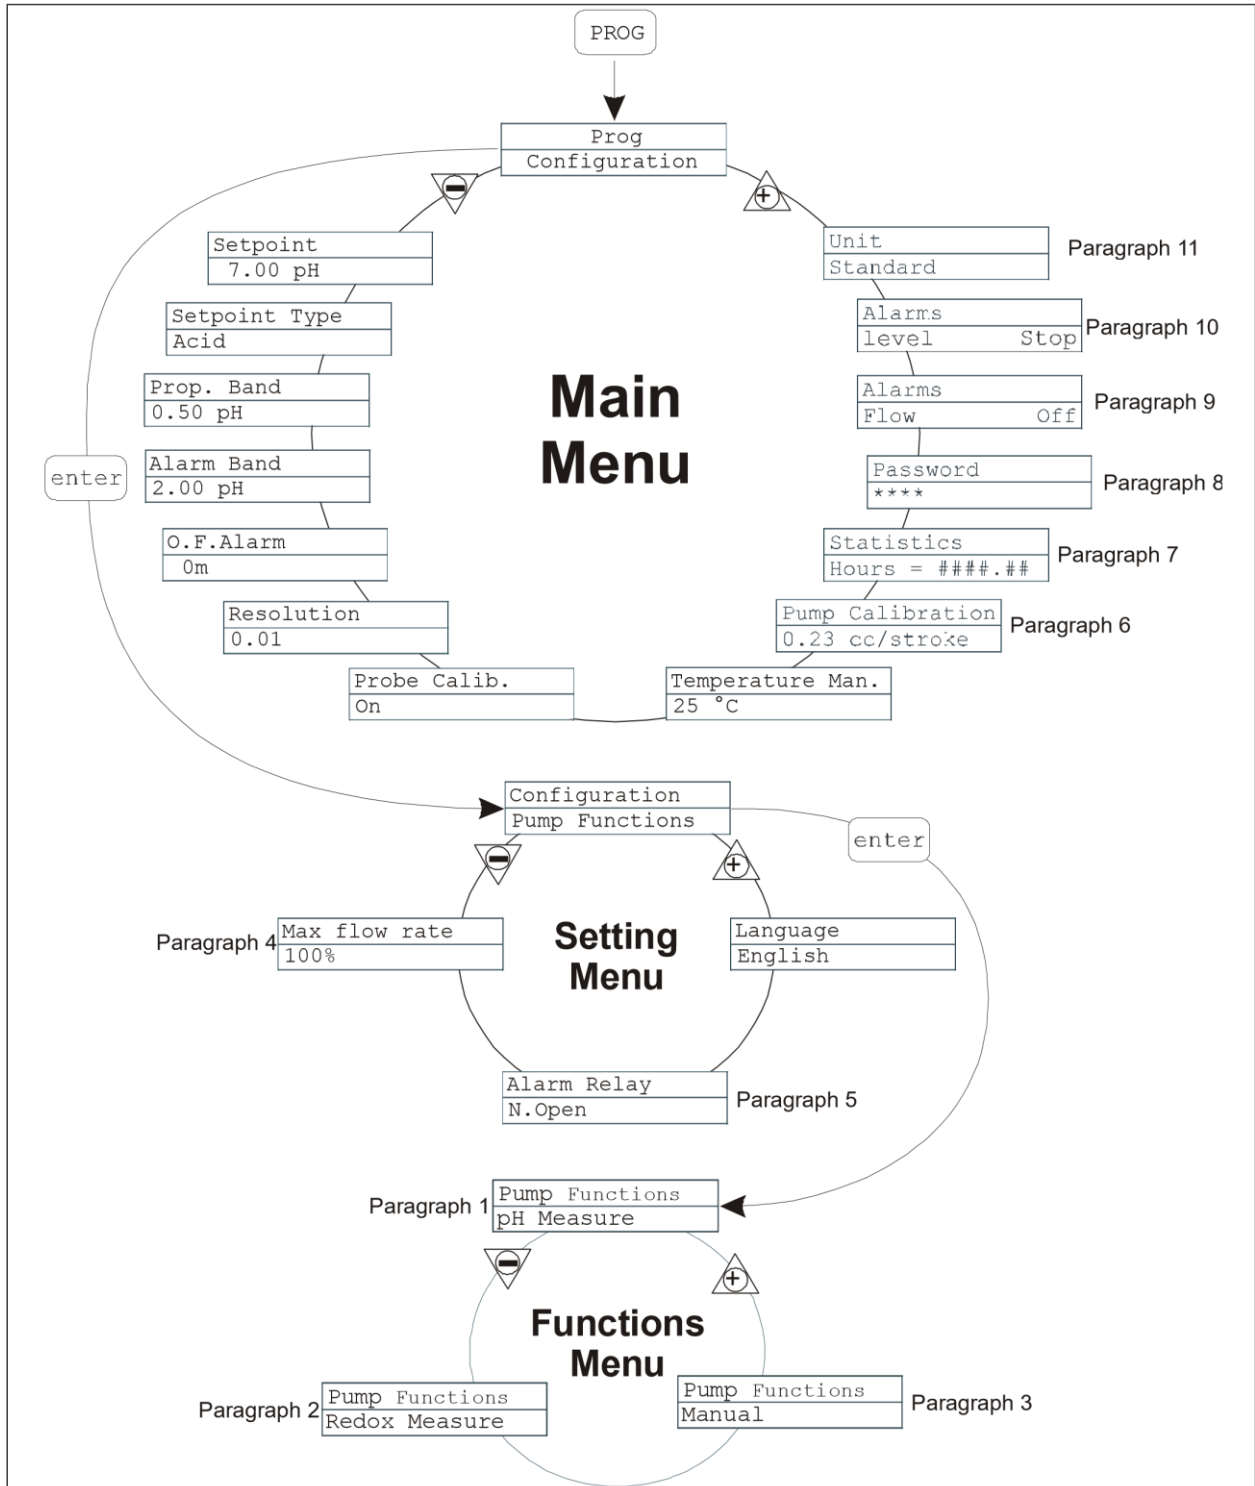 PROG
Prog
Configuration
Setpoint
7.00 pH
Setpoint Type
Acid
Prop. Band
0.50 pH
Alarm Band
2.00 pH
O.F.Alarm
0m
Resolution
0.01
Probe Calib.
On
Main
Menu
Unit
Standard
Paragraph 11
Alarms
level Stop
Paragraph 10
Alarms
Flow Off
Paragraph 9
Password
****
Paragraph 8
Statistics
Hours = ####.##
Paragraph 7
Pump Calibration
0.23 cc/stroke
Paragraph 6
Temperature Man.
25 °C
enter
Configuration
Pump Functions
enter
Paragraph 4
Max flow rate
100%
Setting
Menu
Language
English
Alarm Relay
N.Open
Paragraph 5
Paragraph 1
Pump Functions
pH Measure
Functions
Menu
Paragraph 2
Pump Functions
Redox Measure
Pump Functions
Manual
Paragraph 3